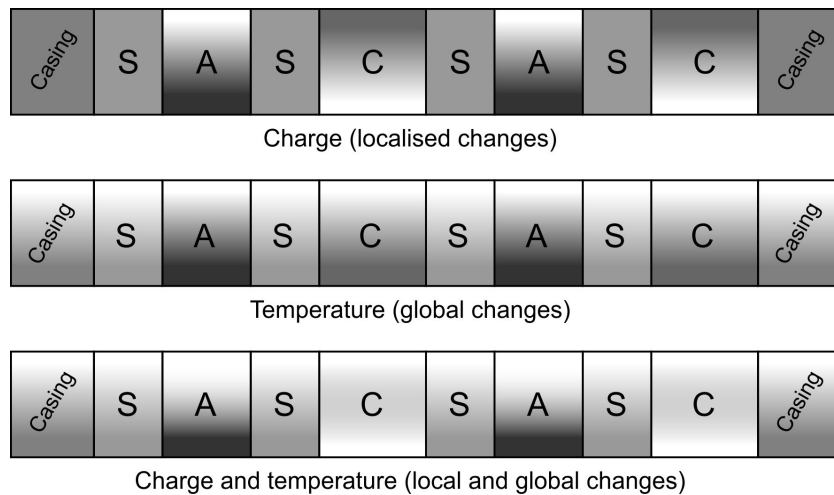 Casing S A S C S A S C Casing
Charge (localised changes)
Casing S A S C S A S C Casing
Temperature (global changes)
Casing S A S C S A S C Casing
Charge and temperature (local and global changes)